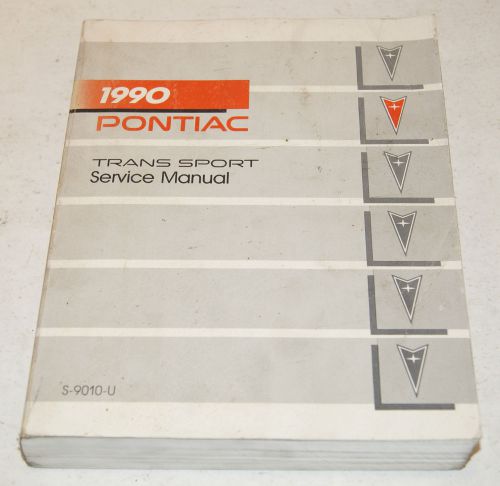 1990
PONTIAC
TRANS SPORT
Service Manual
S-9010-U